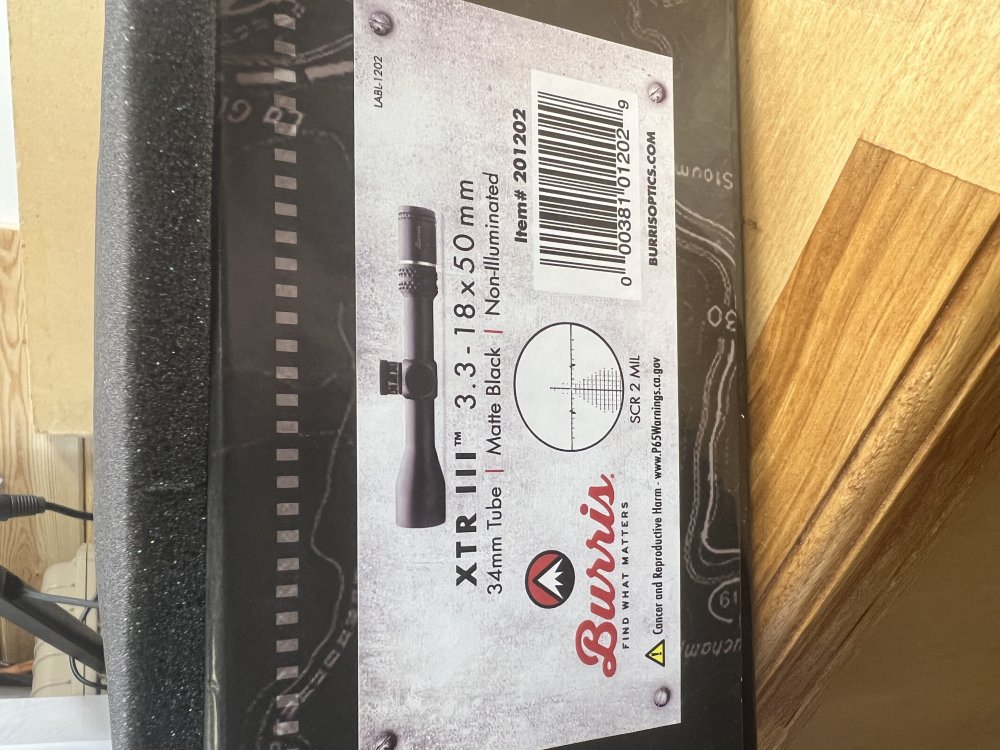 LABL-1202
XTR III™ 3.3-18x50mm
34mm Tube | Matte Black | Non-Illuminated
Item# 201202
0 00381 01202 9
BURRISOPTICS.COM
Burris
FIND WHAT MATTERS
SCR 2 MIL
Cancer and Reproductive Harm - www.P65Warnings.ca.gov